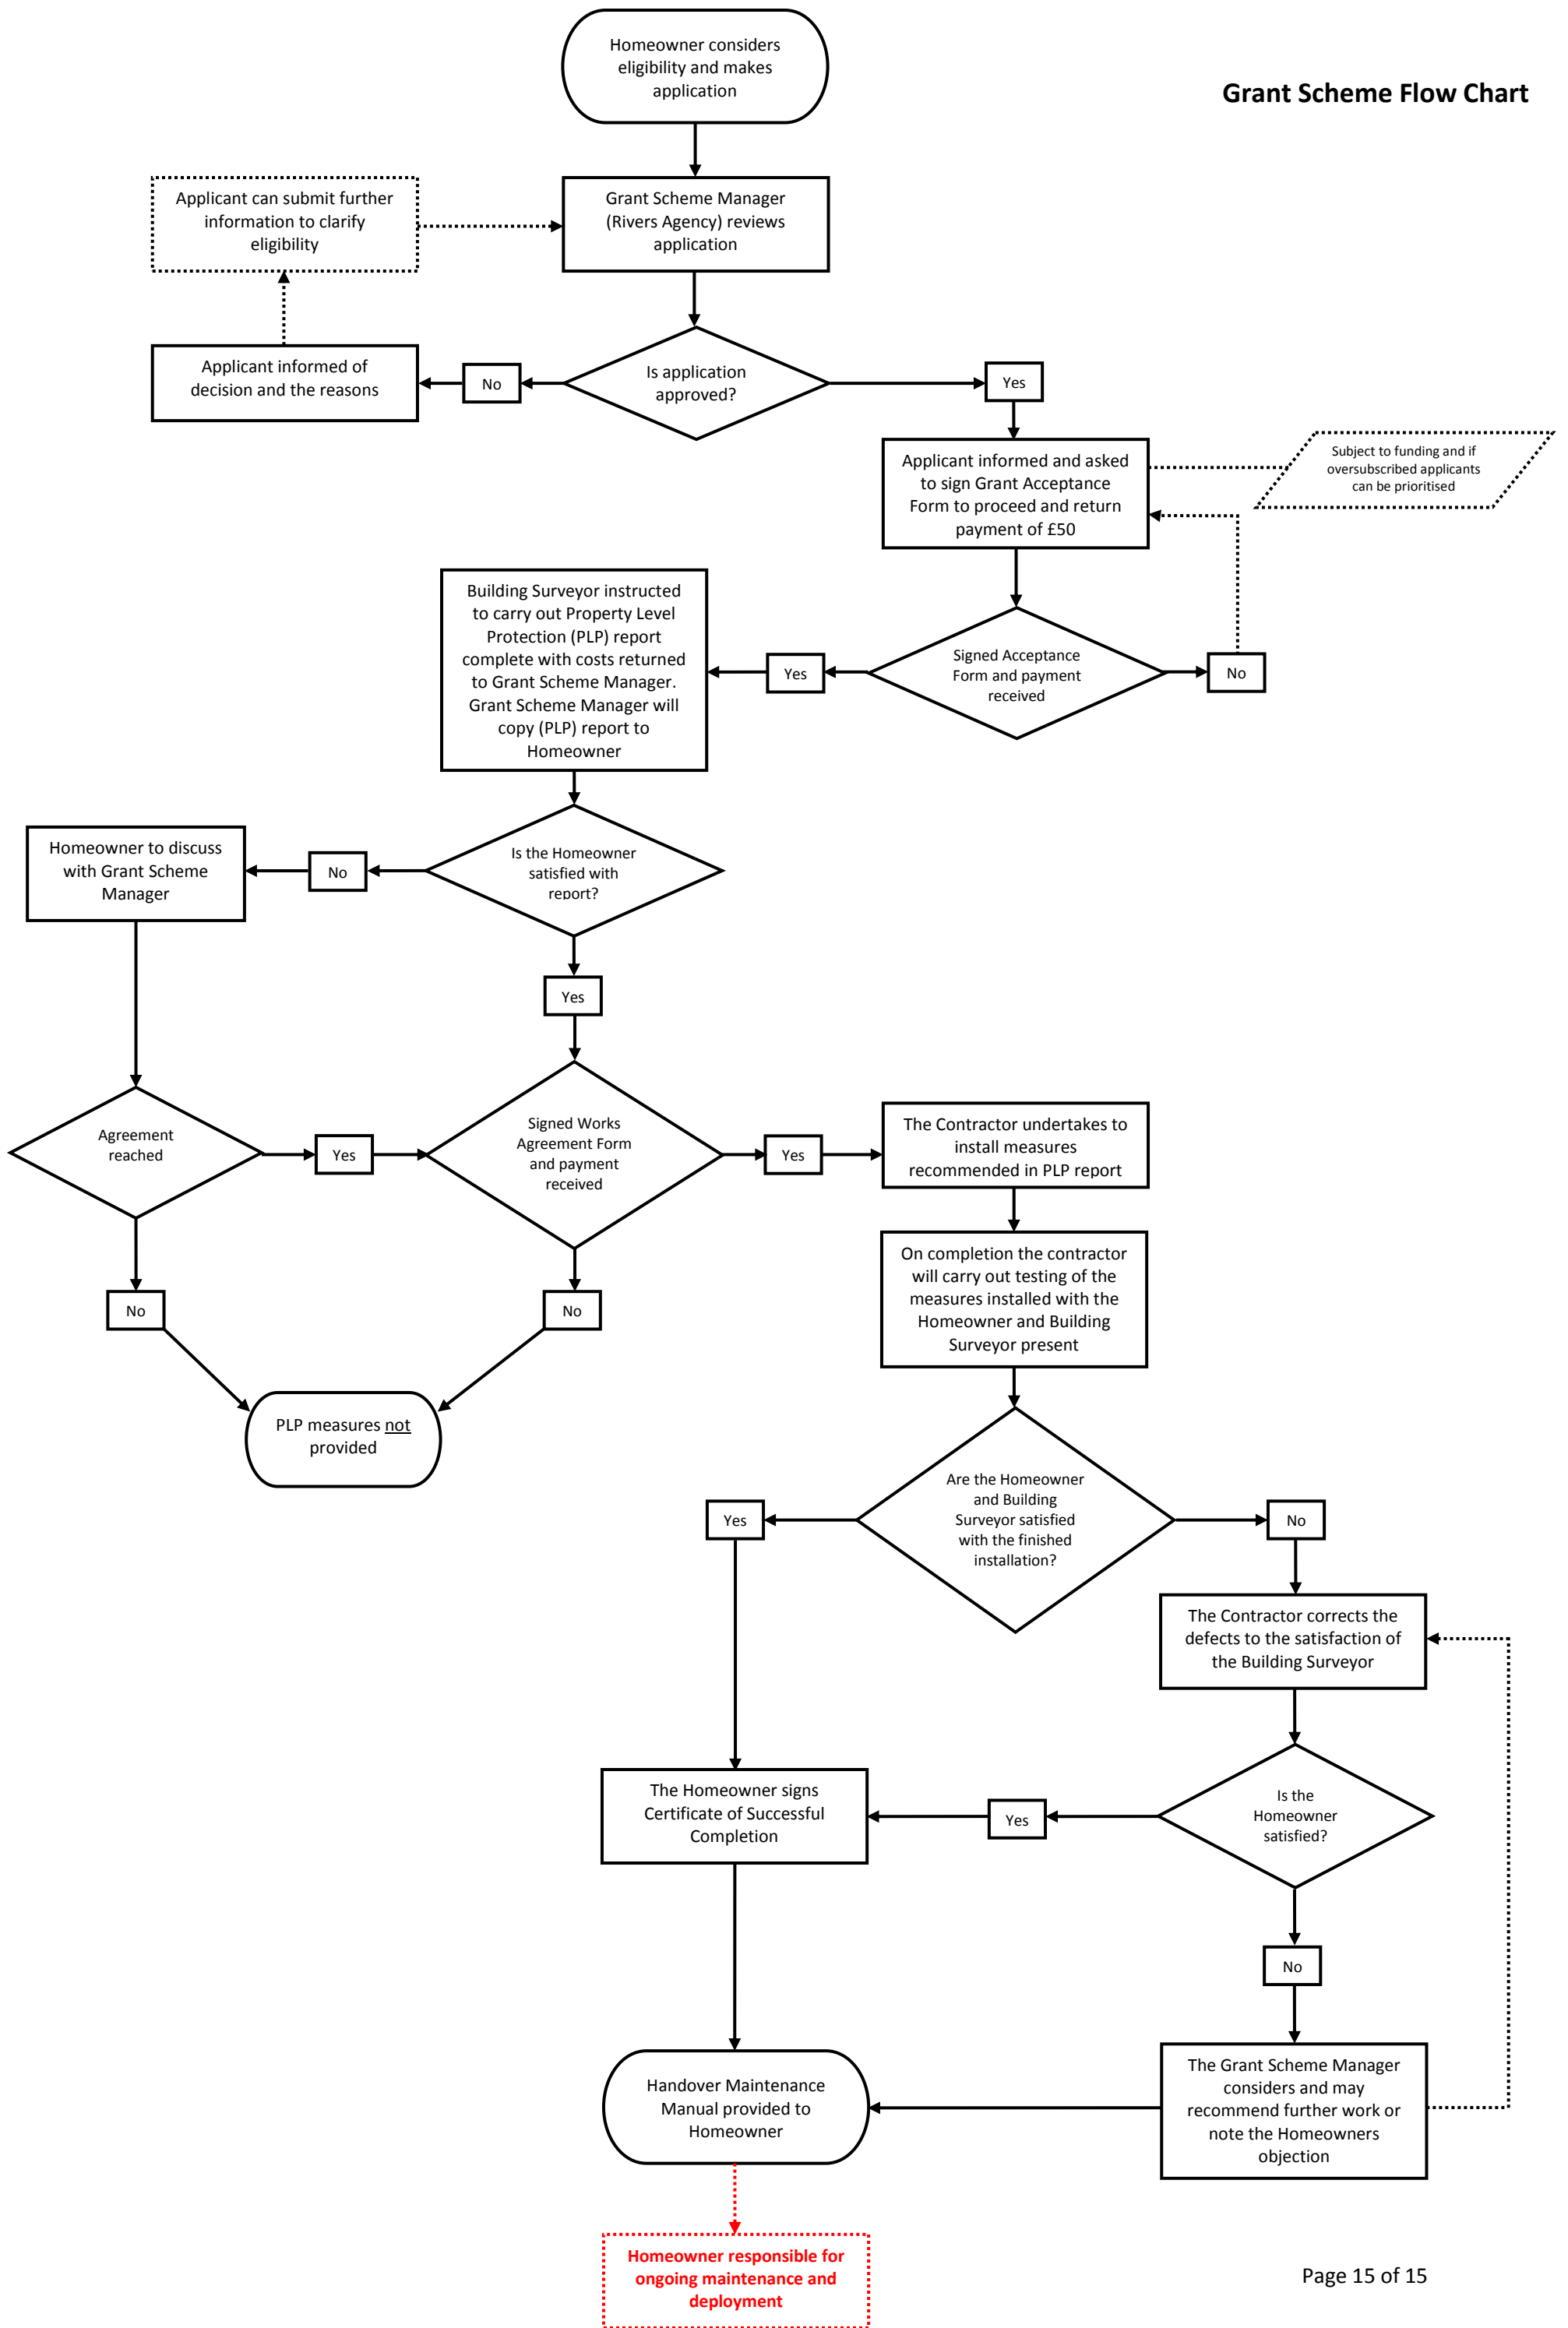 Homeowner considers
eligibility and makes
application
Grant Scheme Flow Chart
Applicant can submit further
information to clarify
eligibility
Grant Scheme Manager
(Rivers Agency) reviews
application
Applicant informed of
decision and the reasons
No
Is application
approved?
Yes
Applicant informed and asked
to sign Grant Acceptance
Form to proceed and return
payment of £50
Subject to funding and if
oversubscribed applicants
can be prioritised
Building Surveyor instructed
to carry out Property Level
Protection (PLP) report
complete with costs returned
to Grant Scheme Manager.
Grant Scheme Manager will
copy (PLP) report to
Homeowner
Yes
Signed Acceptance
Form and payment
received
No
Homeowner to discuss
with Grant Scheme
Manager
No
Is the Homeowner
satisfied with
report?
Yes
Agreement
reached
Yes
Signed Works
Agreement Form
and payment
received
Yes
The Contractor undertakes to
install measures
recommended in PLP report
On completion the contractor
will carry out testing of the
measures installed with the
Homeowner and Building
Surveyor present
No
No
PLP measures not
provided
Yes
Are the Homeowner
and Building
Surveyor satisfied
with the finished
installation?
No
The Contractor corrects the
defects to the satisfaction of
the Building Surveyor
The Homeowner signs
Certificate of Successful
Completion
Yes
Is the
Homeowner
satisfied?
No
Handover Maintenance
Manual provided to
Homeowner
The Grant Scheme Manager
considers and may
recommend further work or
note the Homeowners
objection
Homeowner responsible for
ongoing maintenance and
deployment
Page 15 of 15